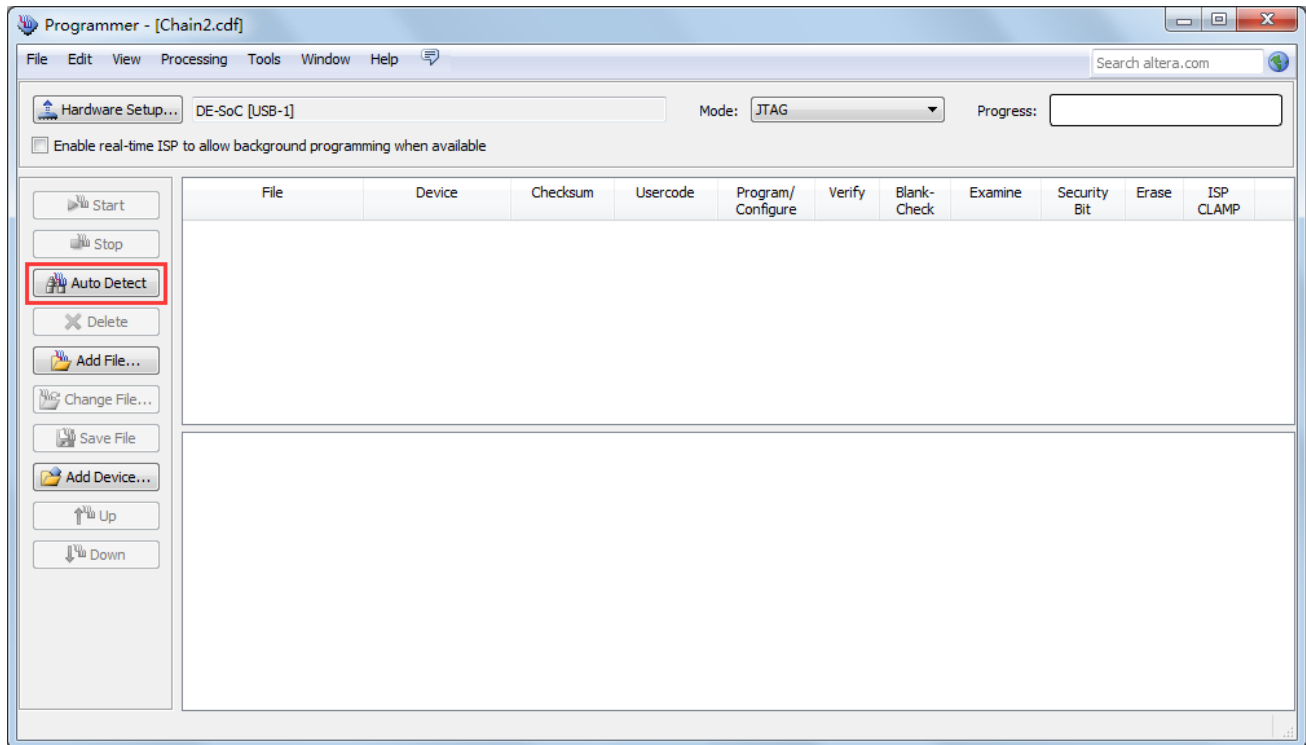 Programmer - [Chain2.cdf]
File Edit View Processing Tools Window Help
Search altera.com
Hardware Setup... DE-SoC [USB-1] Mode: JTAG Progress:
Enable real-time ISP to allow background programming when available
Start
Stop
Auto Detect
Delete
Add File...
Change File...
Save File
Add Device...
Up
Down
File Device Checksum Usercode Program/ Verify Blank- Examine Security Erase ISP
Configure Check Bit CLAMP